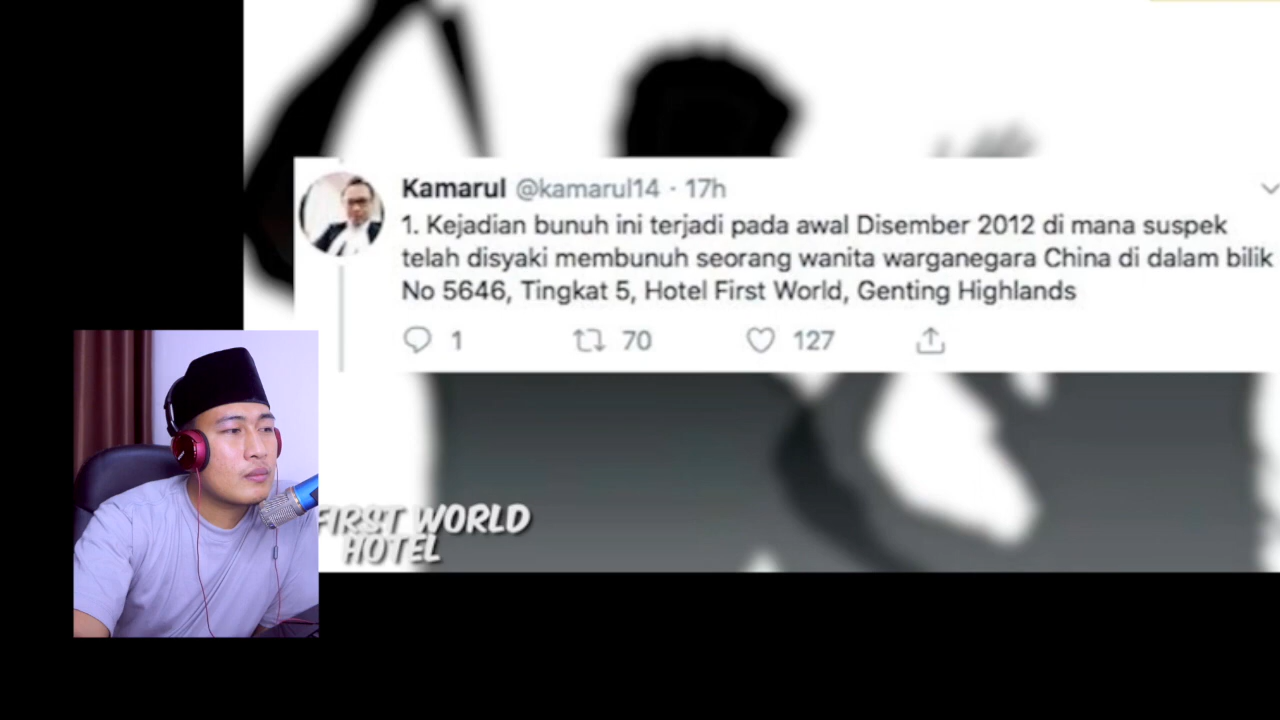 Kamarul @kamarul14 · 17h
1. Kejadian bunuh ini terjadi pada awal Disember 2012 di mana suspek
telah disyaki membunuh seorang wanita warganegara China di dalam bilik
No 5646, Tingkat 5, Hotel First World, Genting Highlands
1 70 127
FIRST WORLD
HOTEL